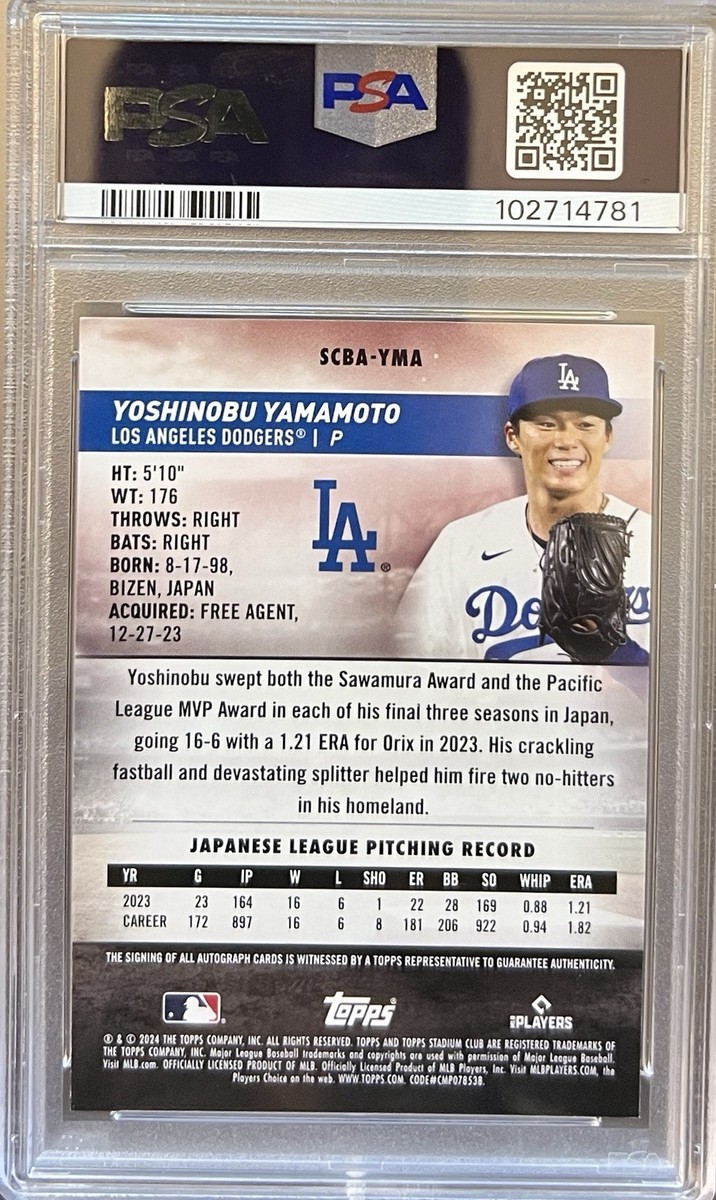 PSA
PSA
102714781
SCBA-YMA
YOSHINOBU YAMAMOTO
LOS ANGELES DODGERS® | P
HT: 5'10"
WT: 176
THROWS: RIGHT
BATS: RIGHT
BORN: 8-17-98,
BIZEN, JAPAN
ACQUIRED: FREE AGENT,
12-27-23
LA®
LA
Dodgers
Yoshinobu swept both the Sawamura Award and the Pacific
League MVP Award in each of his final three seasons in Japan,
going 16-6 with a 1.21 ERA for Orix in 2023. His crackling
fastball and devastating splitter helped him fire two no-hitters
in his homeland.
JAPANESE LEAGUE PITCHING RECORD
YR G IP W L SHO ER BB SO WHIP ERA
2023 23 164 16 6 1 22 28 169 0.88 1.21
CAREER 172 897 16 6 8 181 206 922 0.94 1.82
THE SIGNING OF ALL AUTOGRAPH CARDS IS WITNESSED BY A TOPPS REPRESENTATIVE TO GUARANTEE AUTHENTICITY.
topps®
MLB PLAYERS
® & © 2024 THE TOPPS COMPANY, INC. ALL RIGHTS RESERVED. TOPPS AND TOPPS STADIUM CLUB ARE REGISTERED TRADEMARKS OF
THE TOPPS COMPANY, INC. Major League Baseball trademarks and copyrights are used with permission of Major League Baseball.
Visit MLB.com. OFFICIALLY LICENSED PRODUCT OF MLB. Officially Licensed Product of MLB Players, Inc. Visit MLBPLAYERS.COM, the
Players Choice on the web. WWW.TOPPS.COM. CODE#CMP078538.